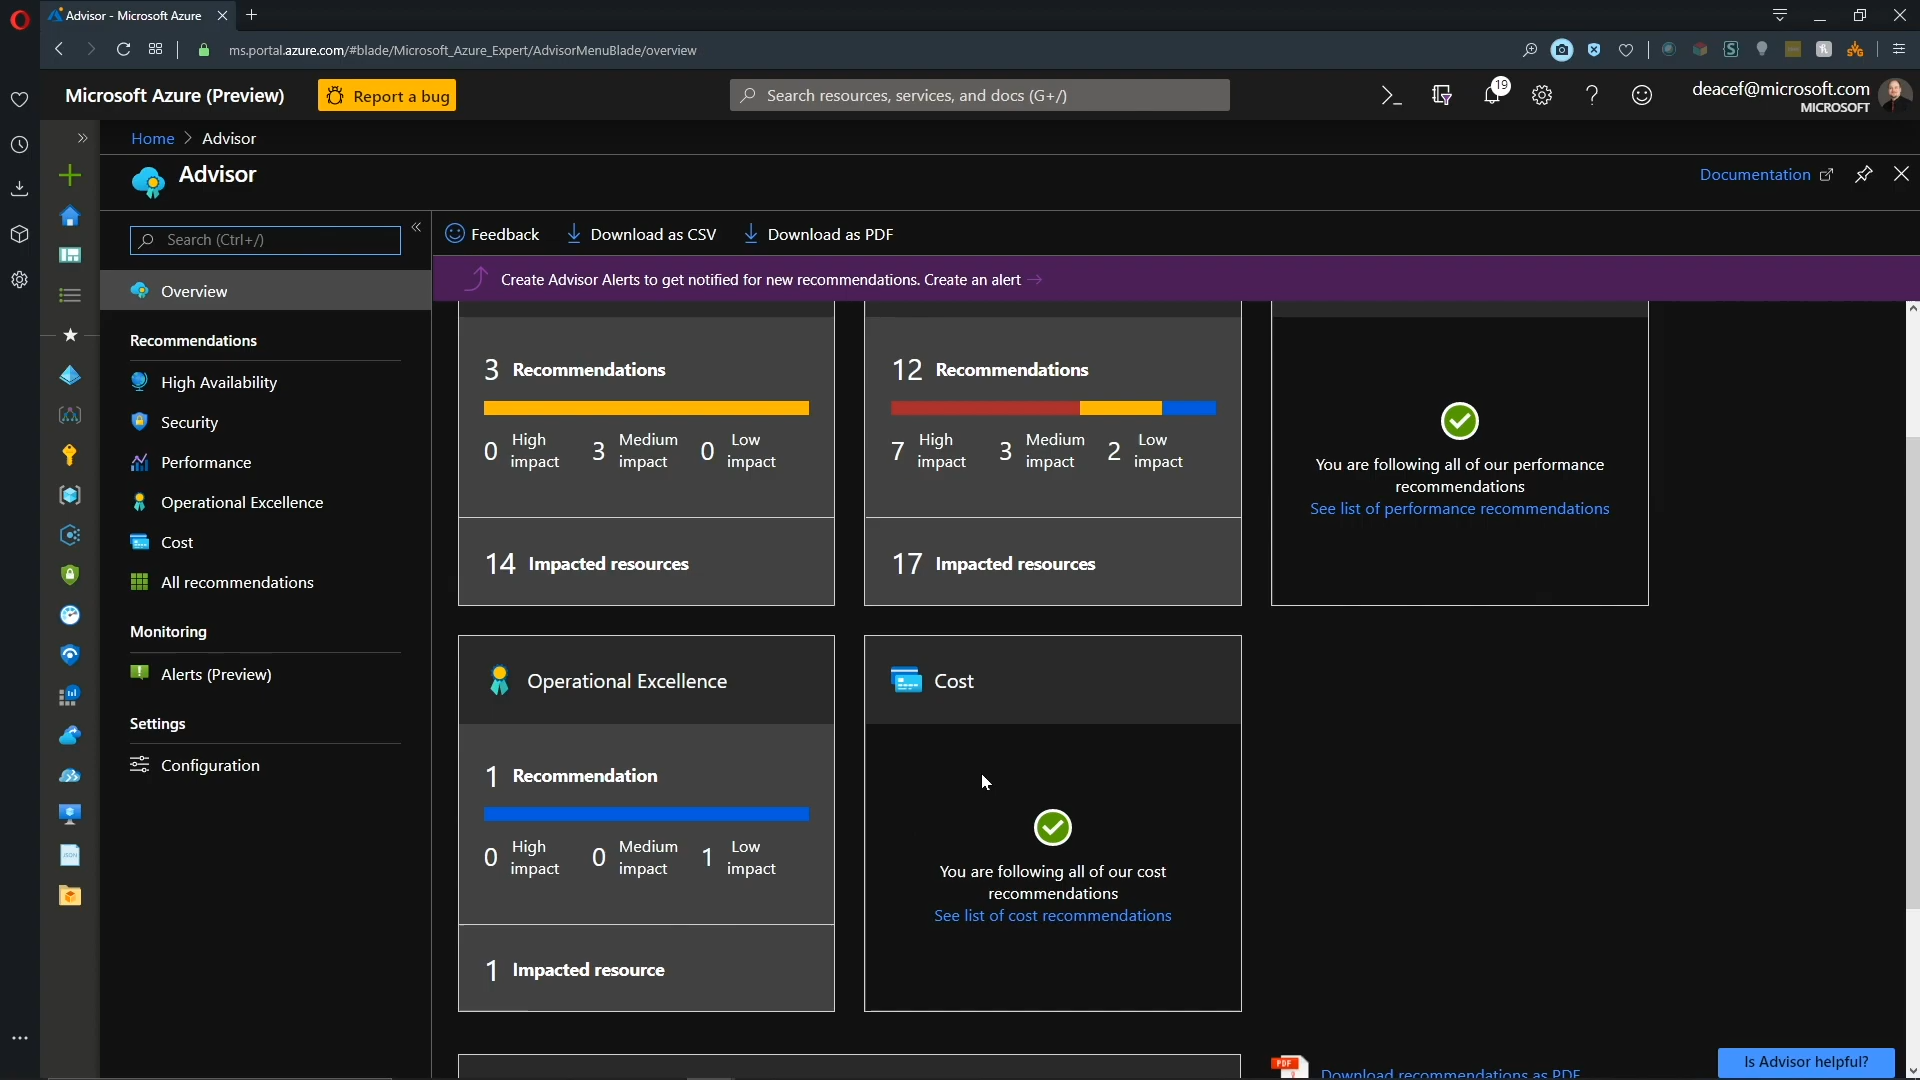 Advisor - Microsoft Azure
ms.portal.azure.com/#blade/Microsoft_Azure_Expert/AdvisorMenuBlade/overview
Microsoft Azure (Preview)
Report a bug
Search resources, services, and docs (G+/)
19
deacef@microsoft.com
MICROSOFT
Home > Advisor
Advisor
Documentation
Search (Ctrl+/)
Overview
Recommendations
High Availability
Security
Performance
Operational Excellence
Cost
All recommendations
Monitoring
Alerts (Preview)
Settings
Configuration
Feedback
Download as CSV
Download as PDF
Create Advisor Alerts to get notified for new recommendations. Create an alert →
3 Recommendations
0 High impact
3 Medium impact
0 Low impact
14 Impacted resources
12 Recommendations
7 High impact
3 Medium impact
2 Low impact
17 Impacted resources
You are following all of our performance
recommendations
See list of performance recommendations
Operational Excellence
1 Recommendation
0 High impact
0 Medium impact
1 Low impact
1 Impacted resource
Cost
You are following all of our cost
recommendations
See list of cost recommendations
PDF
Download recommendations as PDF
Is Advisor helpful?